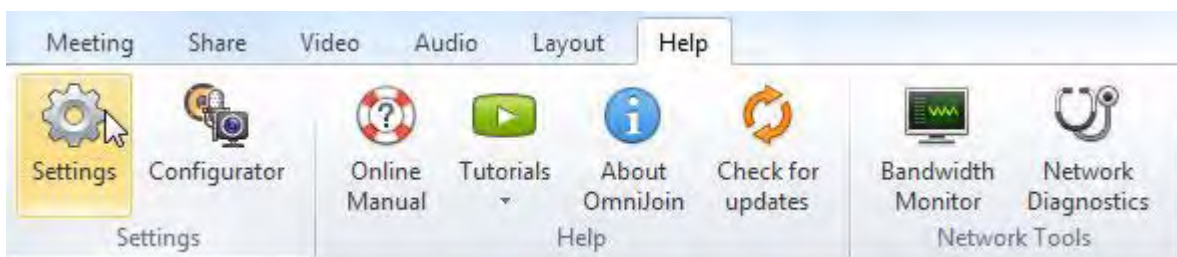 Meeting Share Video Audio Layout Help
Settings Configurator Online Tutorials About Check for Bandwidth Network
Manual OmniJoin updates Monitor Diagnostics
Settings Help Network Tools